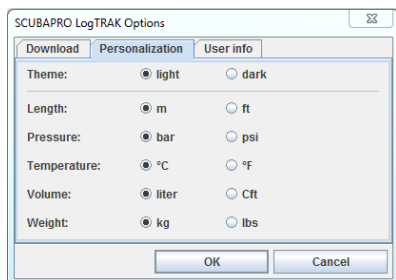 SCUBAPRO LogTRAK Options
Download Personalization User info
Theme: light dark
Length: m ft
Pressure: bar psi
Temperature: °C °F
Volume: liter Cft
Weight: kg lbs
OK Cancel